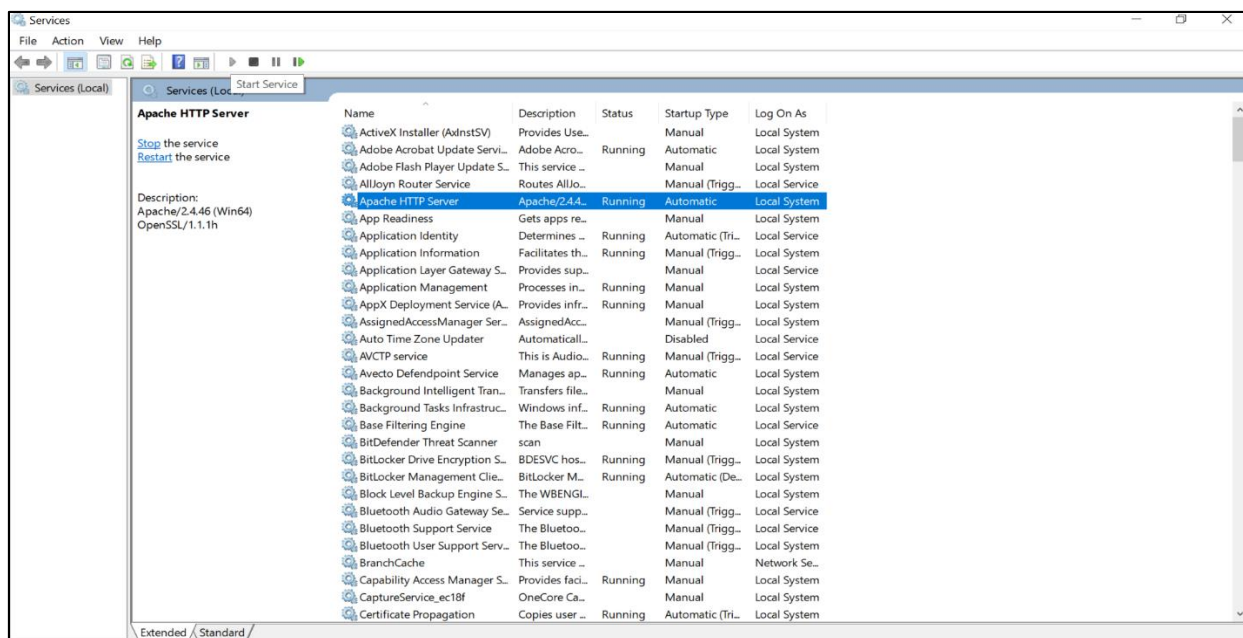 Services
File Action View Help
Start Service
Services (Local)
Services (Loc
Apache HTTP Server
Stop the service
Restart the service
Description:
Apache/2.4.46 (Win64)
OpenSSL/1.1.1h
Name Description Status Startup Type Log On As
ActiveX Installer (AxInstSV) Provides Use... Manual Local System
Adobe Acrobat Update Servi... Adobe Acro... Running Automatic Local System
Adobe Flash Player Update S... This service ... Manual Local System
AllJoyn Router Service Routes AllJo... Manual (Trigg... Local Service
Apache HTTP Server Apache/2.4.4... Running Automatic Local System
App Readiness Gets apps re... Manual Local System
Application Identity Determines ... Running Automatic (Tri... Local Service
Application Information Facilitates th... Running Manual (Trigg... Local System
Application Layer Gateway S... Provides sup... Manual Local Service
Application Management Processes in... Running Manual Local System
AppX Deployment Service (A... Provides infr... Running Manual Local System
AssignedAccessManager Ser... AssignedAcc... Manual (Trigg... Local System
Auto Time Zone Updater Automaticall... Disabled Local Service
AVCTP service This is Audio... Running Manual (Trigg... Local Service
Avecto Defendpoint Service Manages ap... Running Automatic Local System
Background Intelligent Tran... Transfers file... Manual Local System
Background Tasks Infrastruc... Windows inf... Running Automatic Local System
Base Filtering Engine The Base Filt... Running Automatic Local Service
BitDefender Threat Scanner scan Manual Local System
BitLocker Drive Encryption S... BDESVC hos... Running Manual (Trigg... Local System
BitLocker Management Clie... BitLocker M... Running Automatic (De... Local System
Block Level Backup Engine S... The WBENGI... Manual Local System
Bluetooth Audio Gateway Se... Service supp... Manual (Trigg... Local Service
Bluetooth Support Service The Bluetoo... Manual (Trigg... Local Service
Bluetooth User Support Serv... The Bluetoo... Manual (Trigg... Local System
BranchCache This service ... Manual Network Se...
Capability Access Manager S... Provides faci... Running Manual Local System
CaptureService_ec18f OneCore Ca... Manual Local System
Certificate Propagation Copies user ... Running Automatic (Tri... Local System
Extended Standard